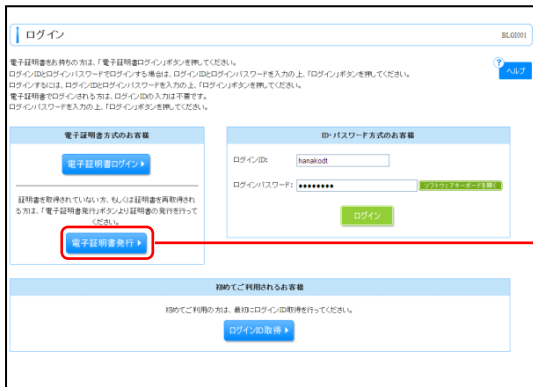 ログイン
BLGI001
電子証明書をお持ちの方は、「電子証明書ログイン」ボタンを押してください。
ログインIDとログインパスワードでログインする場合は、ログインIDとログインパスワードを入力の上、「ログイン」ボタンを押してください。
ログインするには、ログインIDとログインパスワードを入力の上、「ログイン」ボタンを押してください。
電子証明書でログインされる方は、ログインIDの入力は不要です。
ログインパスワードを入力の上、「ログイン」ボタンを押してください。
?
ヘルプ
電子証明書方式のお客様
電子証明書ログイン
証明書を取得されていない方、もしくは証明書を再取得され
る方は、「電子証明書発行」ボタンより証明書の発行を行って
ください。
電子証明書発行
ID・パスワード方式のお客様
ログインID:
hanakodt
ログインパスワード:
●●●●●●●●
ソフトウェアキーボードを開く
ログイン
初めてご利用されるお客様
初めてご利用の方は、最初にログインID取得を行ってください。
ログインID取得